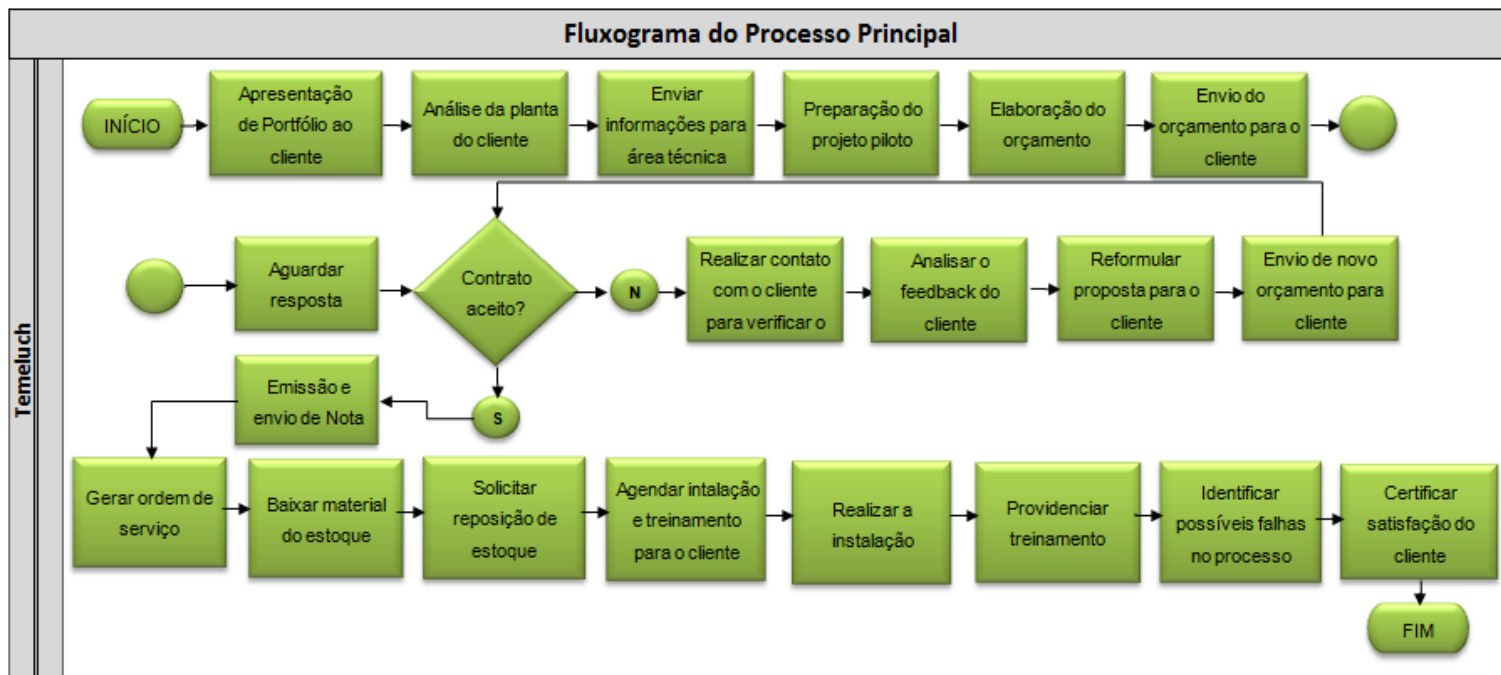 Fluxograma do Processo Principal
Temeluch
INÍCIO
Apresentação
de Portfólio ao
cliente
Análise da planta
do cliente
Enviar
informações para
área técnica
Preparação do
projeto piloto
Elaboração do
orçamento
Envio do
orçamento para o
cliente
Aguardar
resposta
Contrato
aceito?
N
Realizar contato
com o cliente
para verificar o
Analisar o
feedback do
cliente
Reformular
proposta para o
cliente
Envio de novo
orçamento para
cliente
S
Emissão e
envio de Nota
Gerar ordem de
serviço
Baixar material
do estoque
Solicitar
reposição de
estoque
Agendar intalação
e treinamento
para o cliente
Realizar a
instalação
Providenciar
treinamento
Identificar
possíveis falhas
no processo
Certificar
satisfação do
cliente
FIM